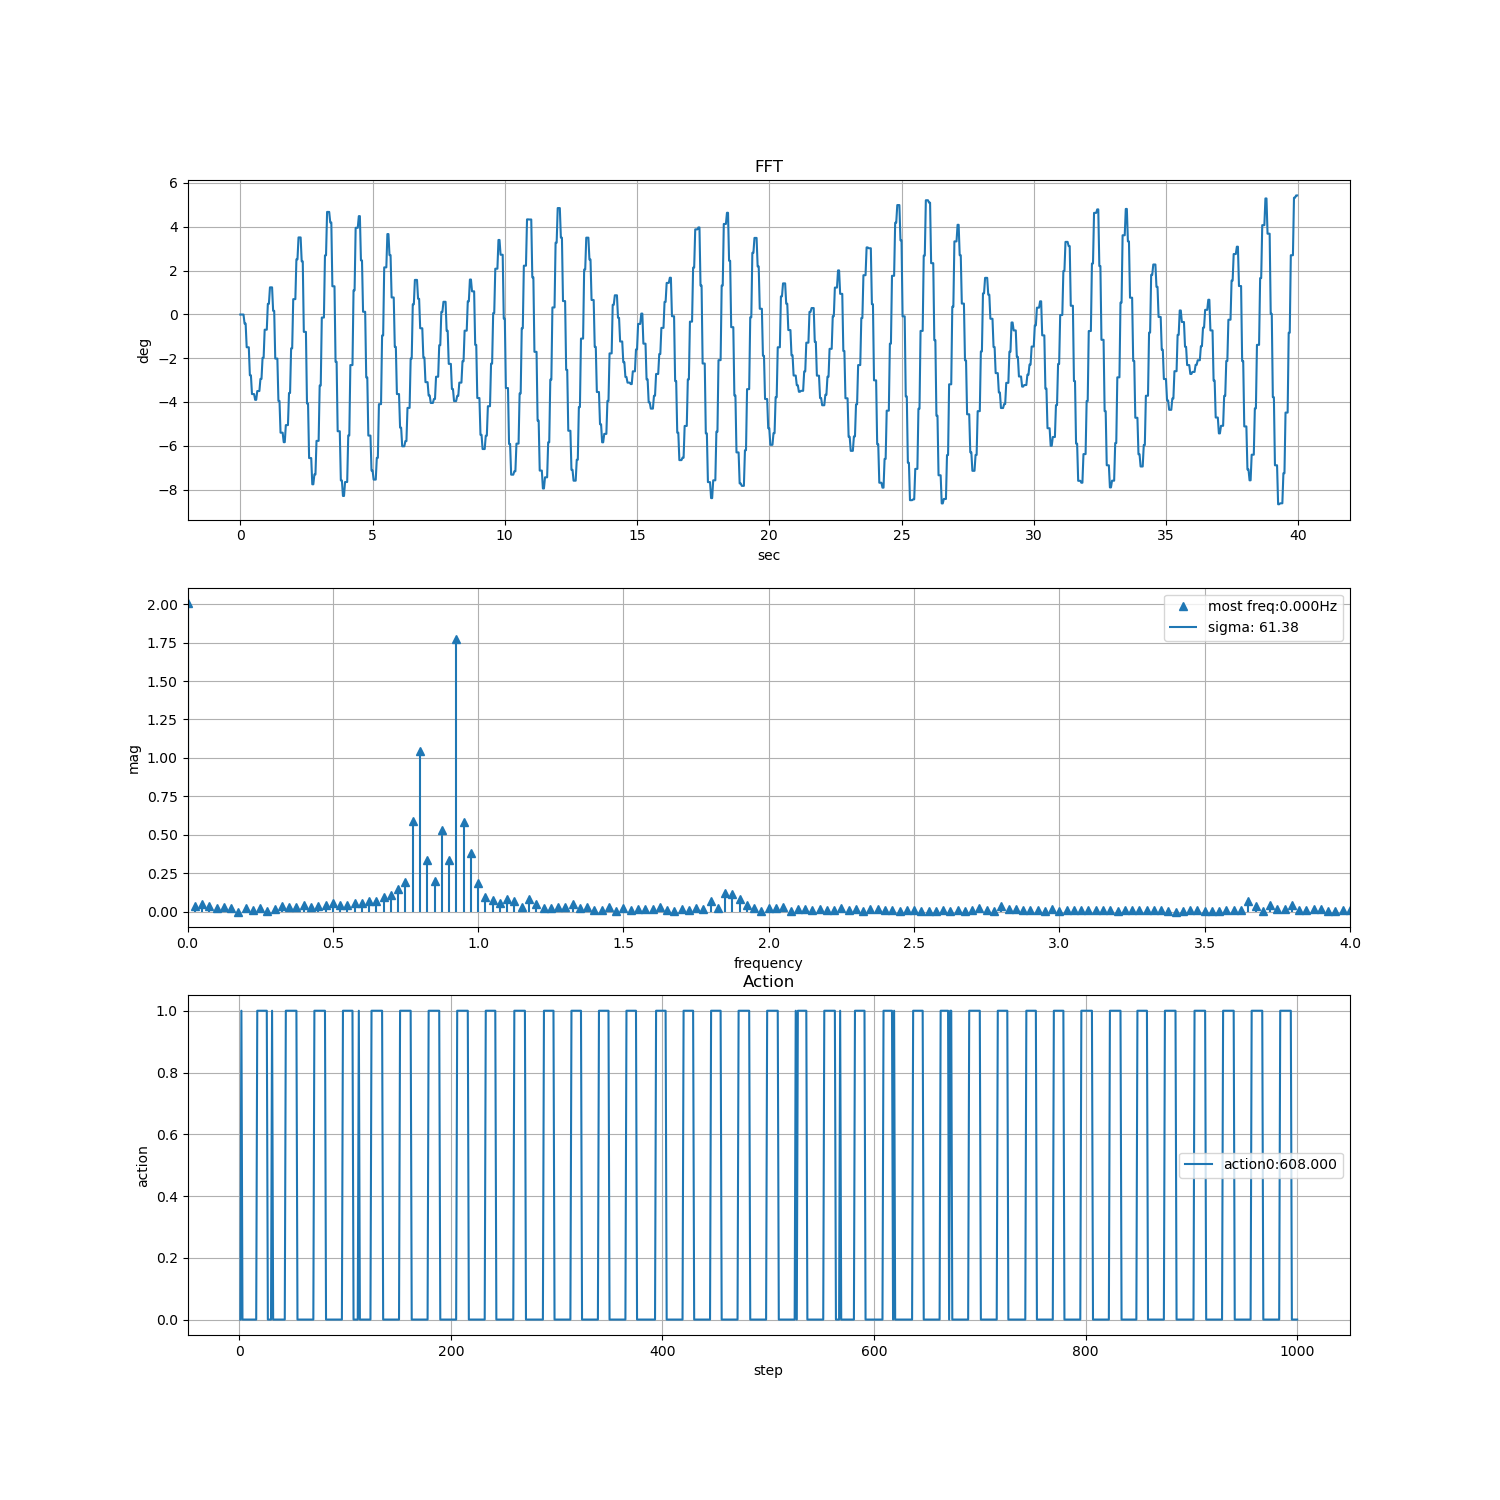 FFT
6
4
2
0
−2
−4
−6
−8
deg
0 5 10 15 20 25 30 35 40
sec
2.00
1.75
1.50
1.25
1.00
0.75
0.50
0.25
0.00
mag
most freq:0.000Hz
sigma: 61.38
0.0 0.5 1.0 1.5 2.0 2.5 3.0 3.5 4.0
frequency
Action
1.0
0.8
0.6
0.4
0.2
0.0
action
action0:608.000
0 200 400 600 800 1000
step